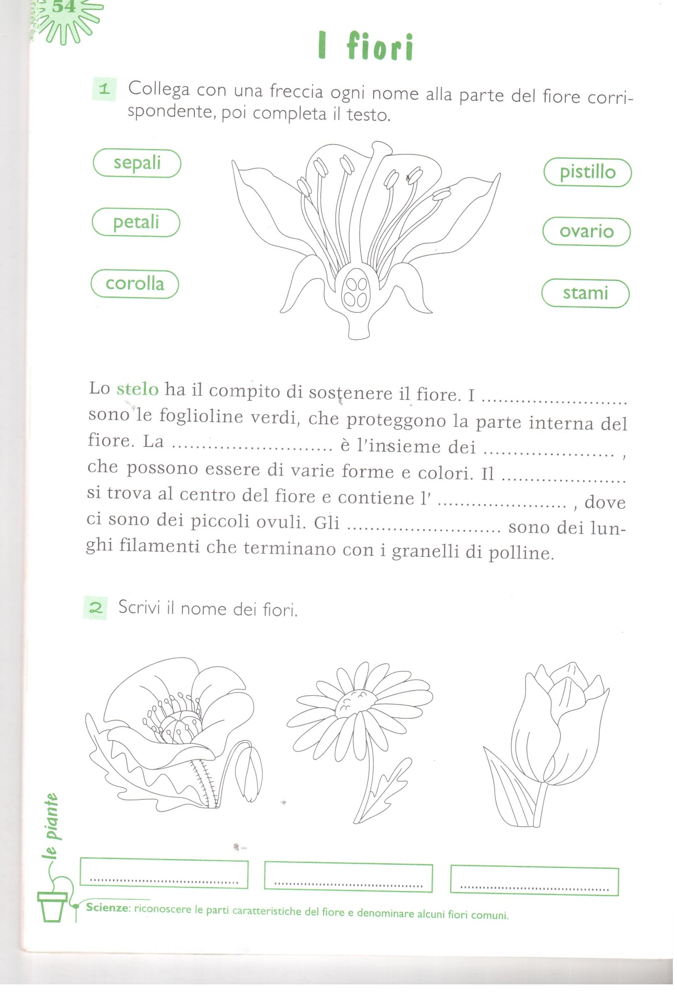 54
I fiori
1 Collega con una freccia ogni nome alla parte del fiore corri-
spondente, poi completa il testo.
sepali
petali
corolla
pistillo
ovario
stami
Lo stelo ha il compito di sostenere il fiore. I ..........................
sono le foglioline verdi, che proteggono la parte interna del
fiore. La ............................ è l'insieme dei ....................... ,
che possono essere di varie forme e colori. Il ......................
si trova al centro del fiore e contiene l' ...................... , dove
ci sono dei piccoli ovuli. Gli ........................... sono dei lun-
ghi filamenti che terminano con i granelli di polline.
2 Scrivi il nome dei fiori.
le piante
Scienze: riconoscere le parti caratteristiche del fiore e denominare alcuni fiori comuni.